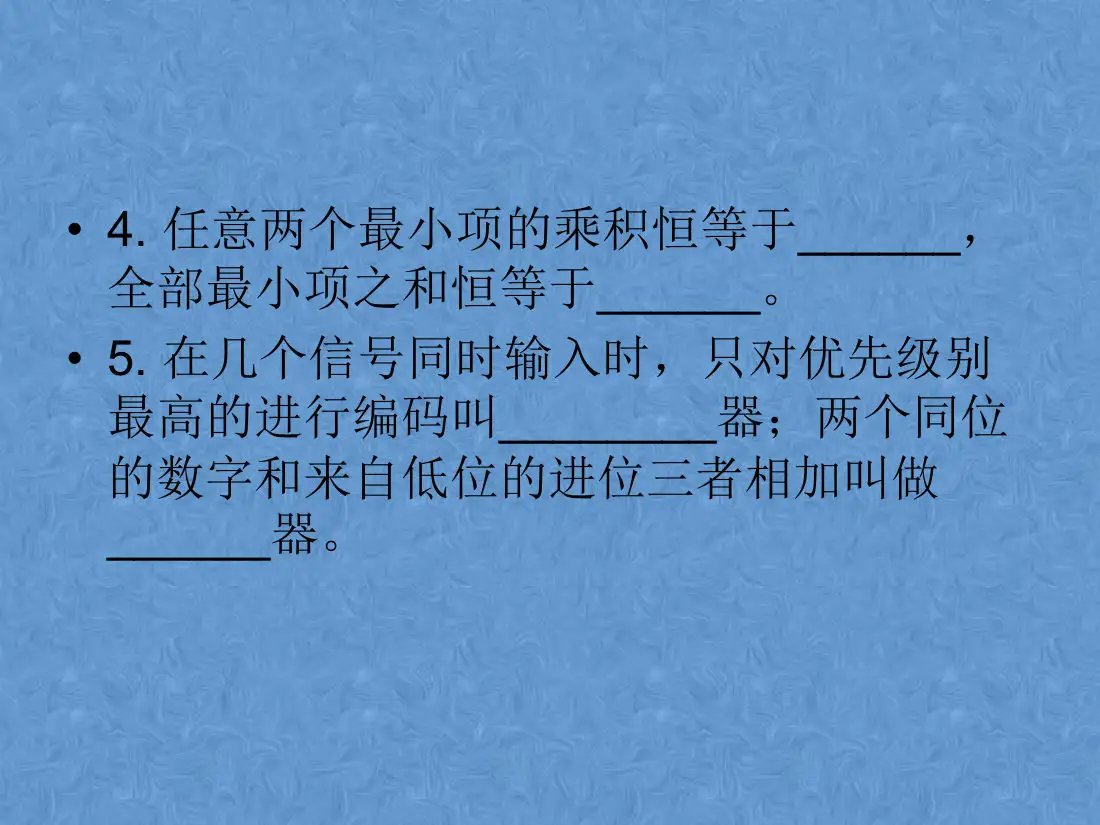 • 4. 任意两个最小项的乘积恒等于______，
全部最小项之和恒等于______。
• 5. 在几个信号同时输入时，只对优先级别
最高的进行编码叫________器；两个同位
的数字和来自低位的进位三者相加叫做
______器。